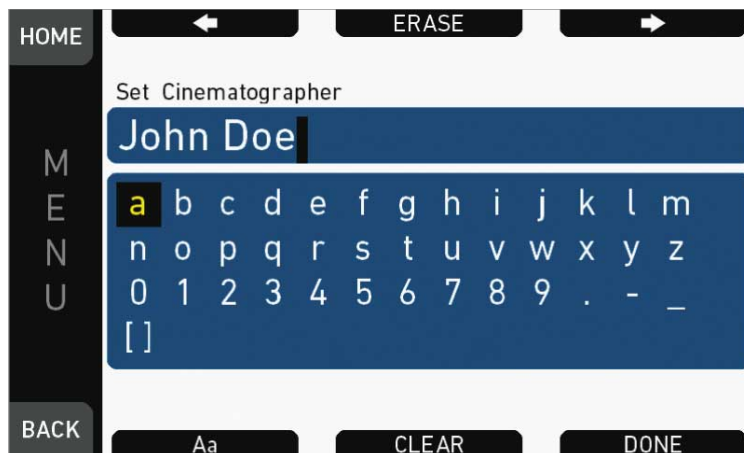 HOME
ERASE
Set Cinematographer
John Doe
MENU
a b c d e f g h i j k l m
n o p q r s t u v w x y z
0 1 2 3 4 5 6 7 8 9 . - _
[ ]
BACK
Aa CLEAR DONE